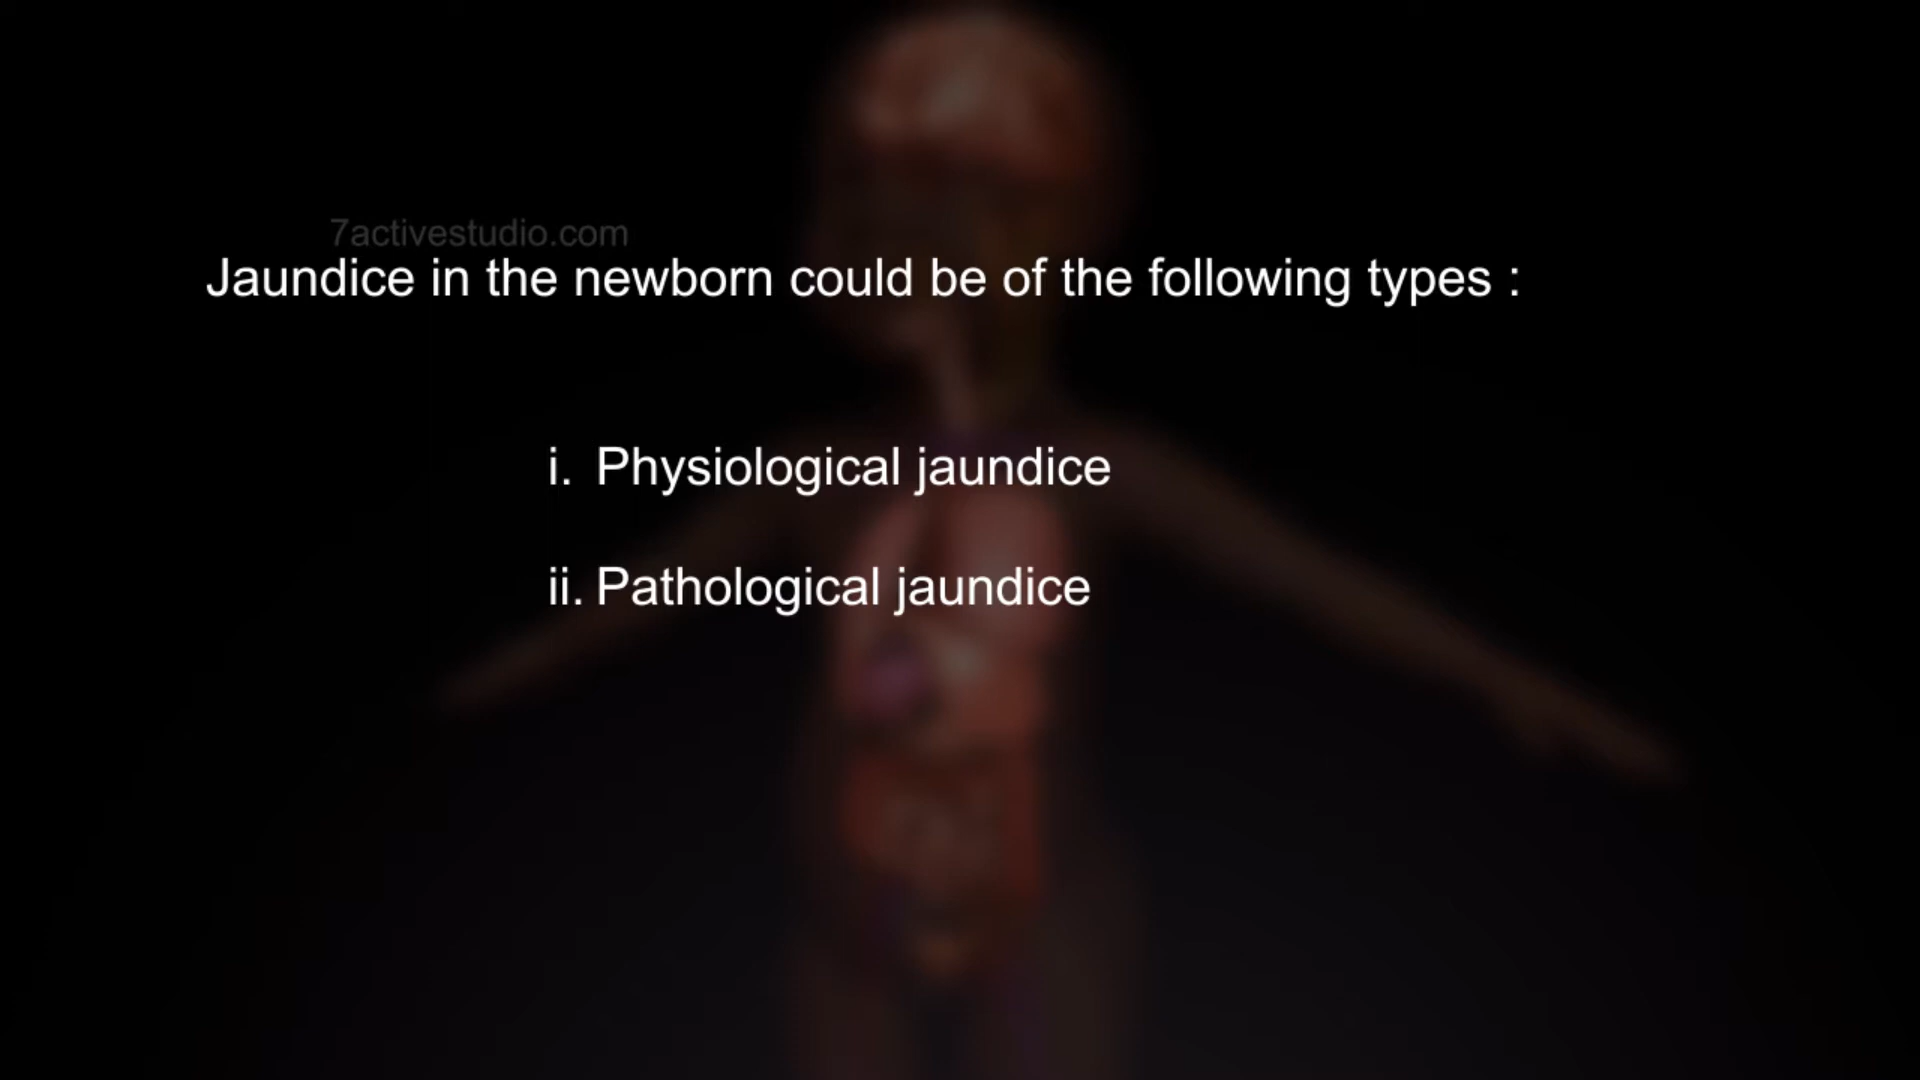 7activestudio.com
Jaundice in the newborn could be of the following types :
i. Physiological jaundice
ii. Pathological jaundice